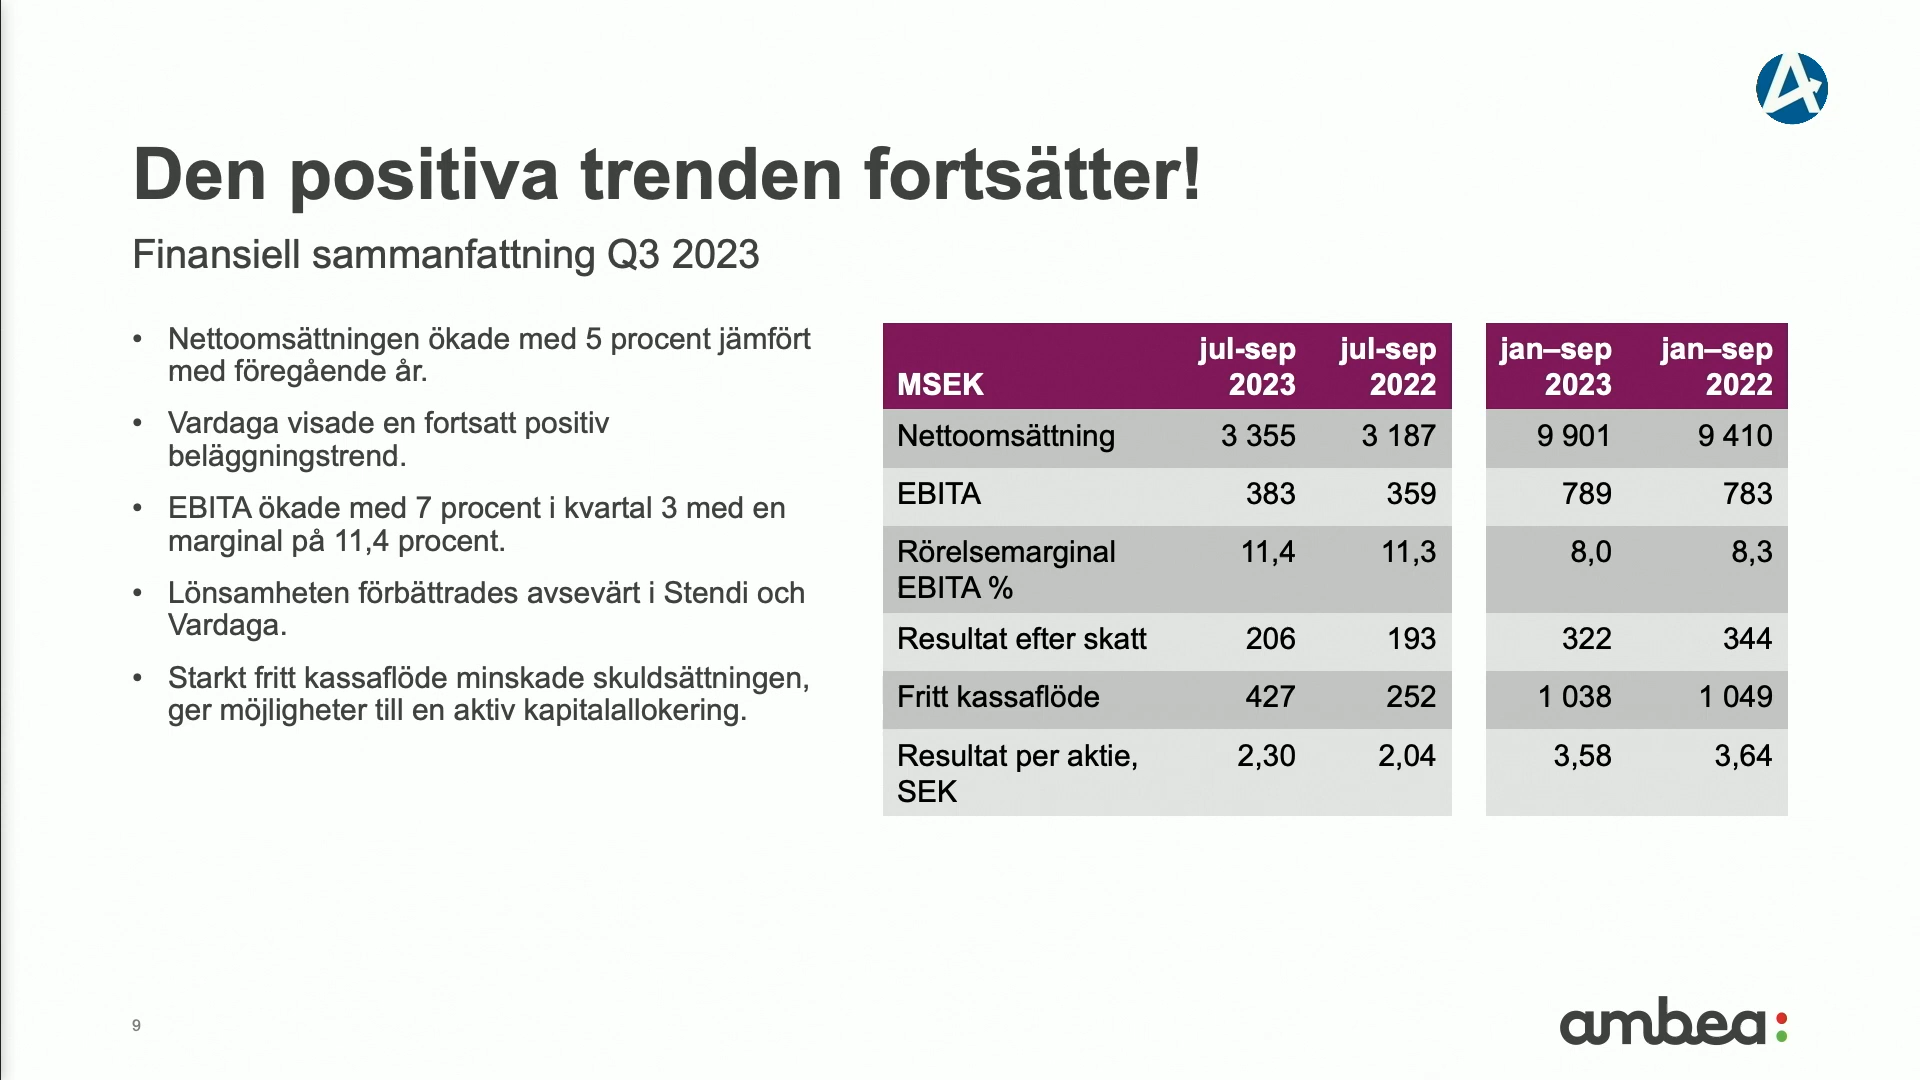 Den positiva trenden fortsätter!
Finansiell sammanfattning Q3 2023
• Nettoomsättningen ökade med 5 procent jämfört
med föregående år.
• Vardaga visade en fortsatt positiv
beläggningstrend.
• EBITA ökade med 7 procent i kvartal 3 med en
marginal på 11,4 procent.
• Lönsamheten förbättrades avsevärt i Stendi och
Vardaga.
• Starkt fritt kassaflöde minskade skuldsättningen,
ger möjligheter till en aktiv kapitalallokering.
jul-sep jul-sep jan–sep jan–sep
MSEK 2023 2022 2023 2022
Nettoomsättning 3 355 3 187 9 901 9 410
EBITA 383 359 789 783
Rörelsemarginal 11,4 11,3 8,0 8,3
EBITA %
Resultat efter skatt 206 193 322 344
Fritt kassaflöde 427 252 1 038 1 049
Resultat per aktie, 2,30 2,04 3,58 3,64
SEK
9
ambea: